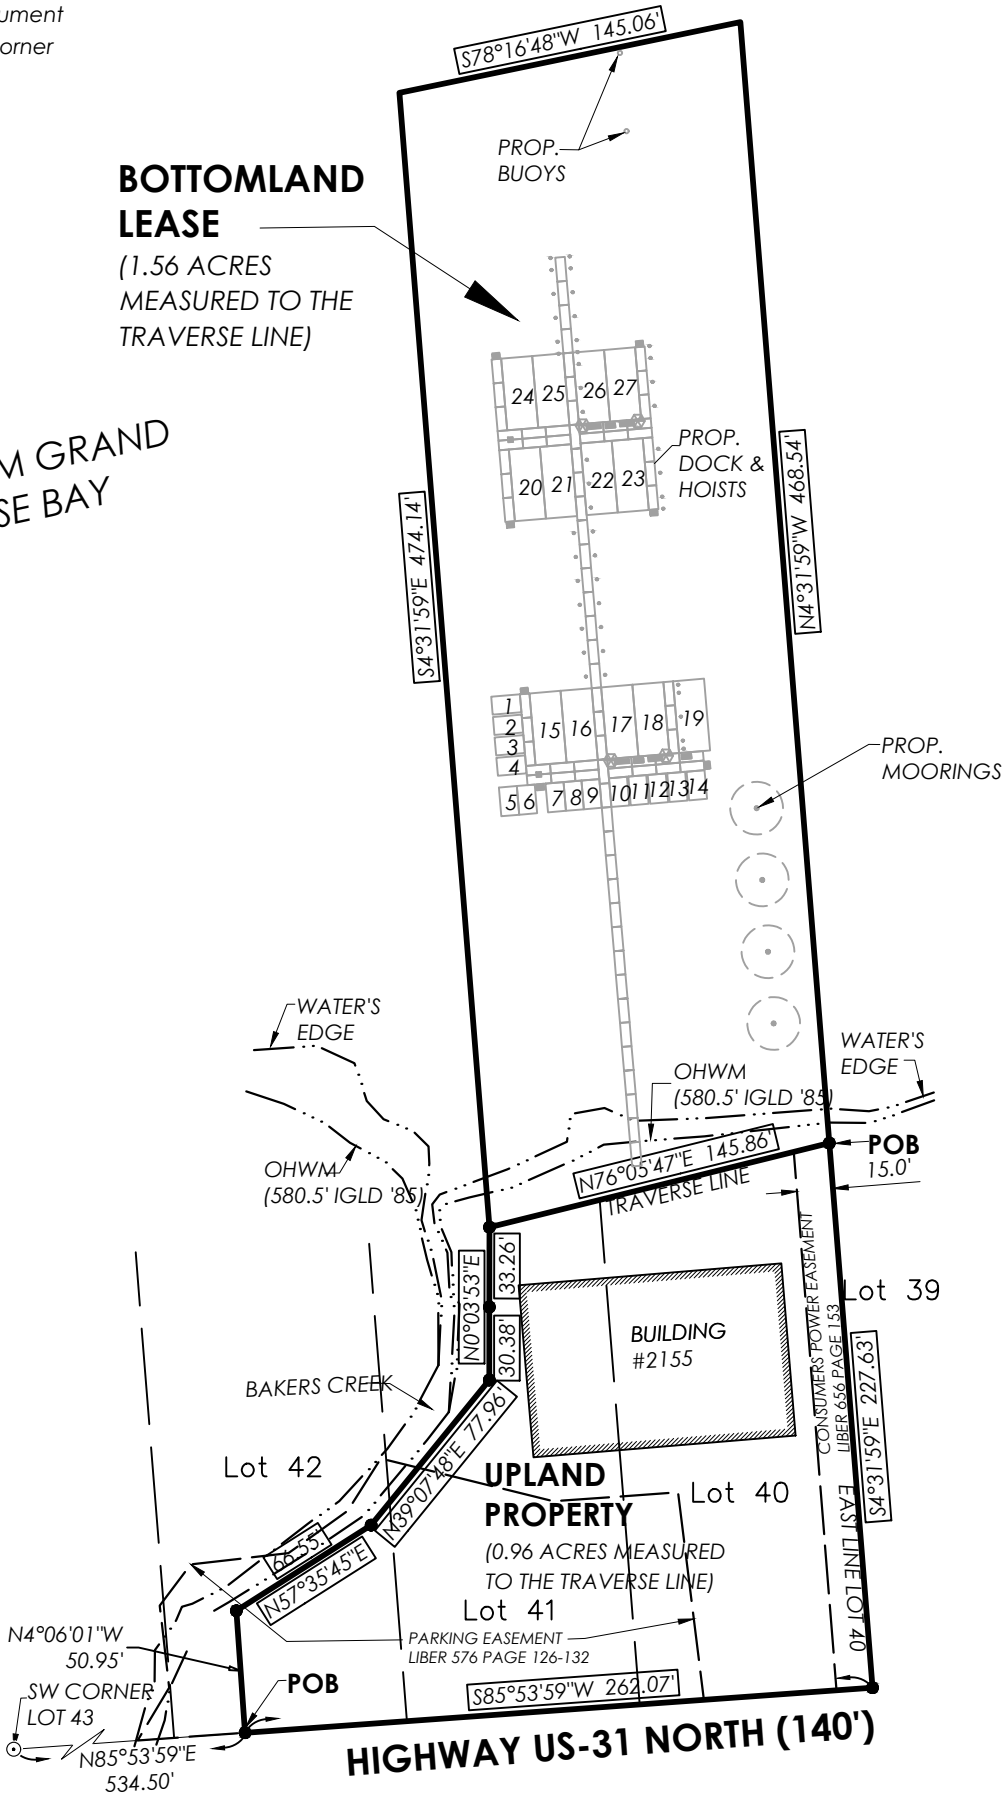 ument
orner
S78°16'48"W 145.06'
PROP.
BUOYS
BOTTOMLAND
LEASE
(1.56 ACRES
MEASURED TO THE
TRAVERSE LINE)
24 25 26 27
M GRAND
SE BAY
PROP.
DOCK &
HOISTS
20 21 22 23
N4°31'59"W 468.54'
S4°31'59"E 474.14'
1
2
3
4
15 16 17 18 19
5 6 7 8 9 10 11 12 13 14
PROP.
MOORINGS
WATER'S
EDGE
WATER'S
EDGE
OHWM
(580.5' IGLD '85)
POB
15.0'
N76°05'47"E 145.86'
TRAVERSE LINE
OHWM
(580.5' IGLD '85)
N0°03'53"E
33.26'
30.38'
CONSUMERS POWER EASEMENT
LIBER 656 PAGE 153
Lot 39
BUILDING
#2155
S4°31'59"E 227.63'
BAKERS CREEK
N39°07'48"E 77.96'
Lot 42
UPLAND
PROPERTY
(0.96 ACRES MEASURED
TO THE TRAVERSE LINE)
Lot 40
EAST LINE LOT 40
66.55'
N57°35'45"E
Lot 41
PARKING EASEMENT
LIBER 576 PAGE 126-132
N4°06'01"W
50.95'
POB
S85°53'59"W 262.07'
SW CORNER
LOT 43
N85°53'59"E
534.50'
HIGHWAY US-31 NORTH (140')